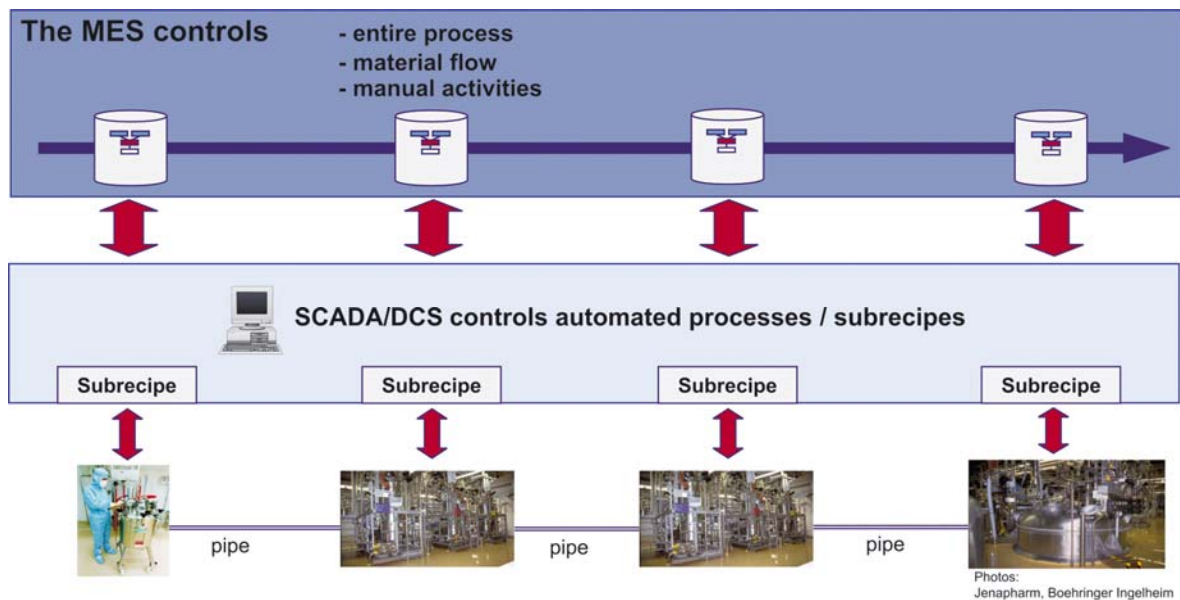 The MES controls
- entire process
- material flow
- manual activities
SCADA/DCS controls automated processes / subrecipes
Subrecipe
Subrecipe
Subrecipe
Subrecipe
pipe
pipe
pipe
Photos:
Jenapharm, Boehringer Ingelheim